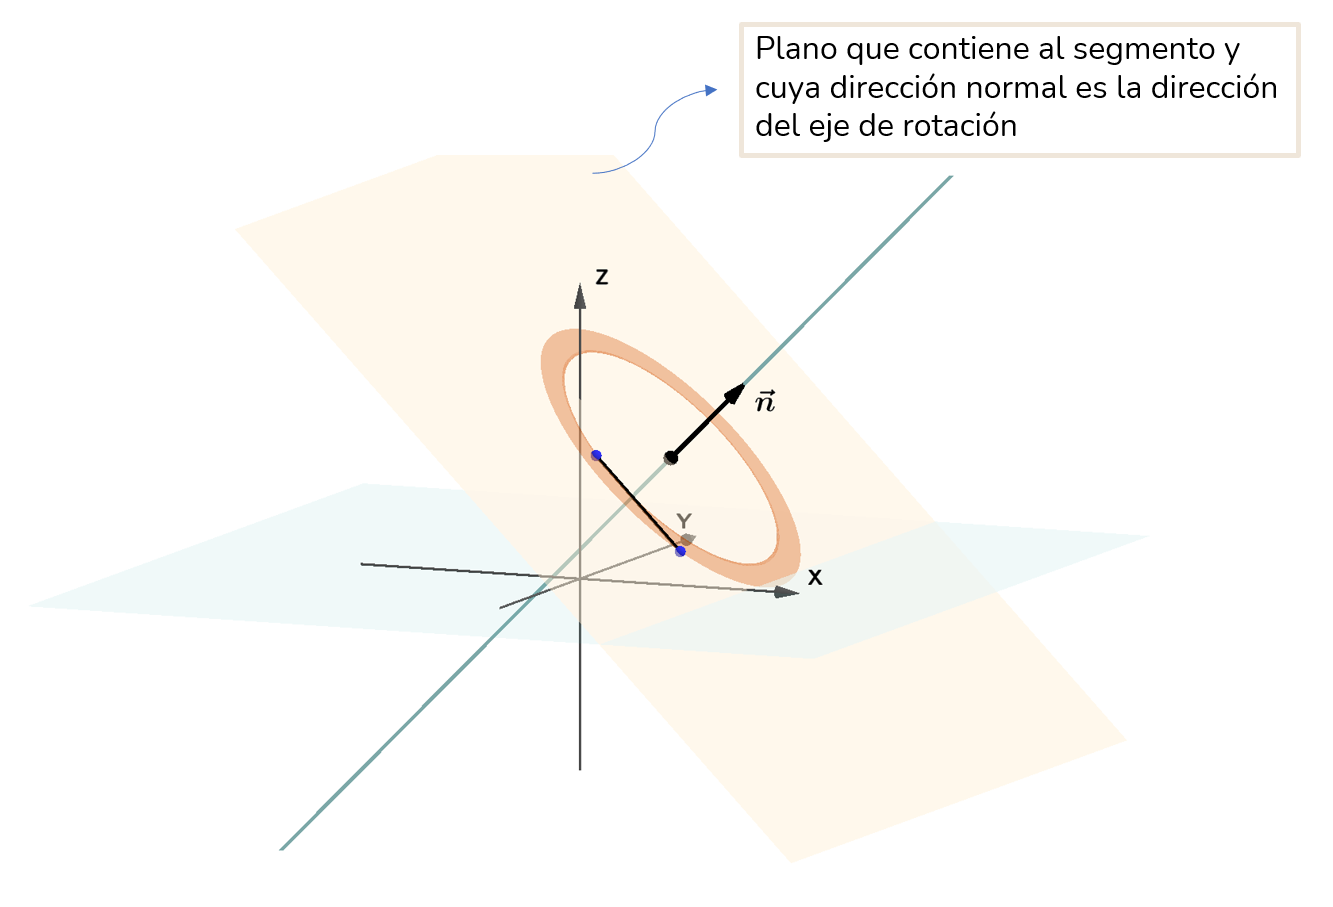 Plano que contiene al segmento y
cuya dirección normal es la dirección
del eje de rotación
Z
n⃗
Y
X